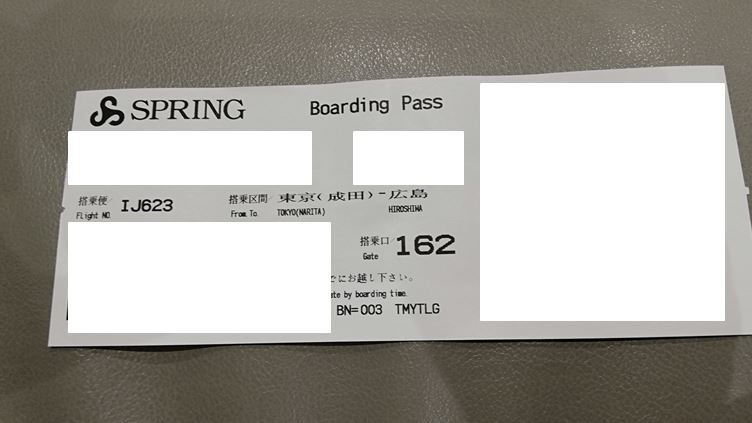 SPRING Boarding Pass
搭乗便 IJ623 搭乗区間 東京(成田)-広島
Flight NO. From To. TOKYO(NARITA) HIROSHIMA
搭乗口 162
Gate
にお越し下さい。
by boarding time.
BN=003 TMYTLG